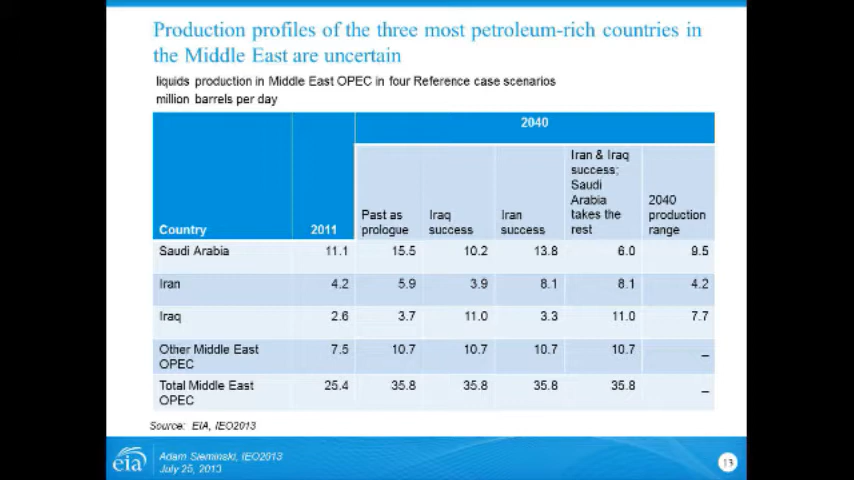 Production profiles of the three most petroleum-rich countries in
the Middle East are uncertain
liquids production in Middle East OPEC in four Reference case scenarios
million barrels per day
2040
Country 2011 Past as prologue Iraq success Iran success Iran & Iraq success; Saudi Arabia takes the rest 2040 production range
Saudi Arabia 11.1 15.5 10.2 13.8 6.0 9.5
Iran 4.2 5.9 3.9 8.1 8.1 4.2
Iraq 2.6 3.7 11.0 3.3 11.0 7.7
Other Middle East OPEC 7.5 10.7 10.7 10.7 10.7 –
Total Middle East OPEC 25.4 35.8 35.8 35.8 35.8 –
Source: EIA, IEO2013
eia
Adam Sieminski, IEO2013
July 25, 2013
13